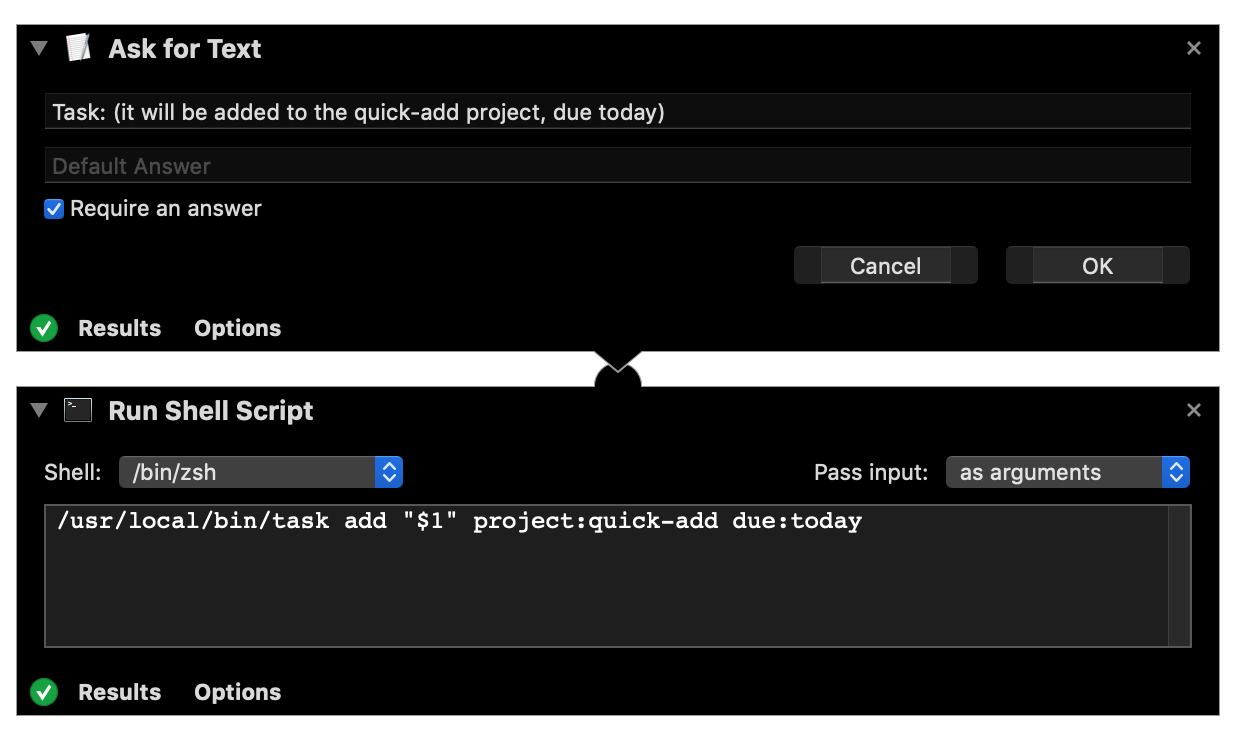 Ask for Text
Task: (it will be added to the quick-add project, due today)
Default Answer
Require an answer
Cancel OK
Results Options
Run Shell Script
Shell: /bin/zsh Pass input: as arguments
/usr/local/bin/task add "$1" project:quick-add due:today
Results Options